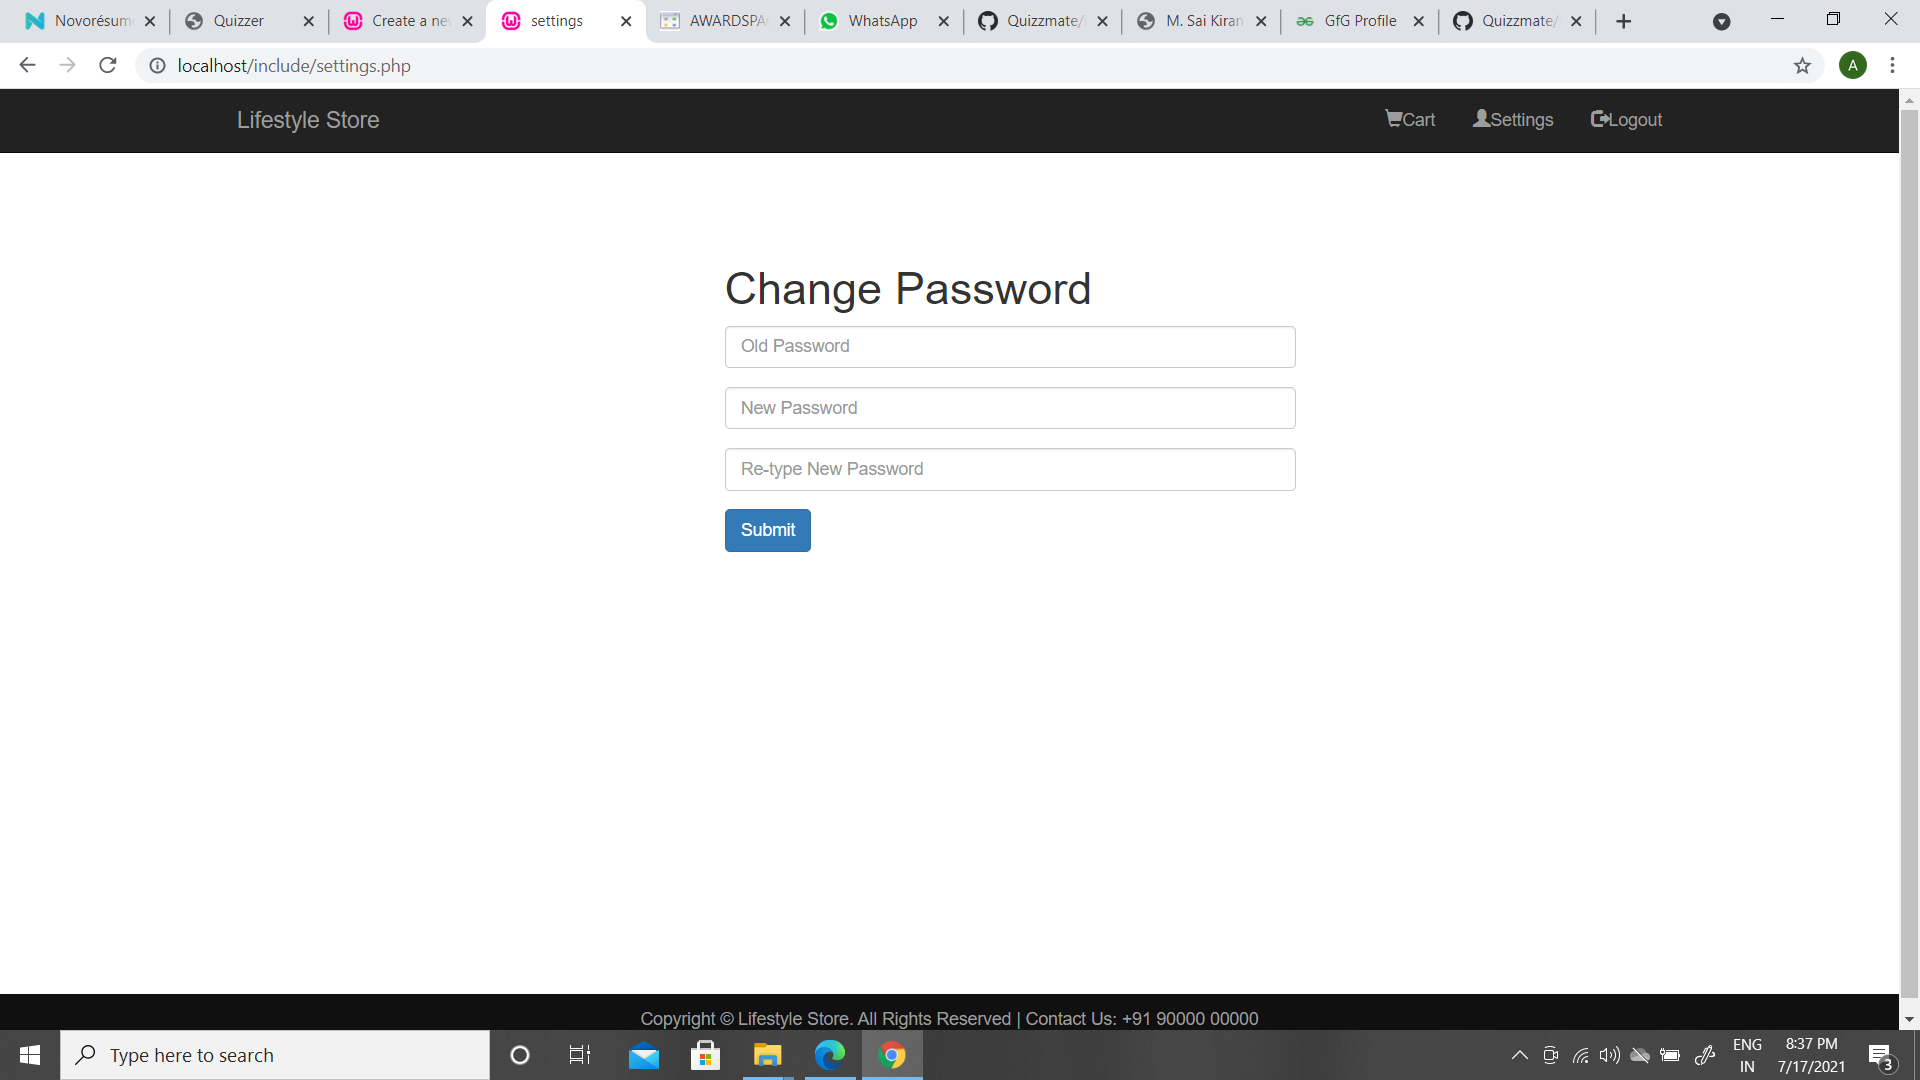 Novorésum
Quizzer
Create a ne
settings
AWARDSPA
WhatsApp
Quizzmate/
M. Sai Kiran
GfG Profile
Quizzmate/
localhost/include/settings.php
A
Lifestyle Store
Cart
Settings
Logout
Change Password
Old Password
New Password
Re-type New Password
Submit
Copyright © Lifestyle Store. All Rights Reserved | Contact Us: +91 90000 00000
Type here to search
ENG
IN
8:37 PM
7/17/2021
3